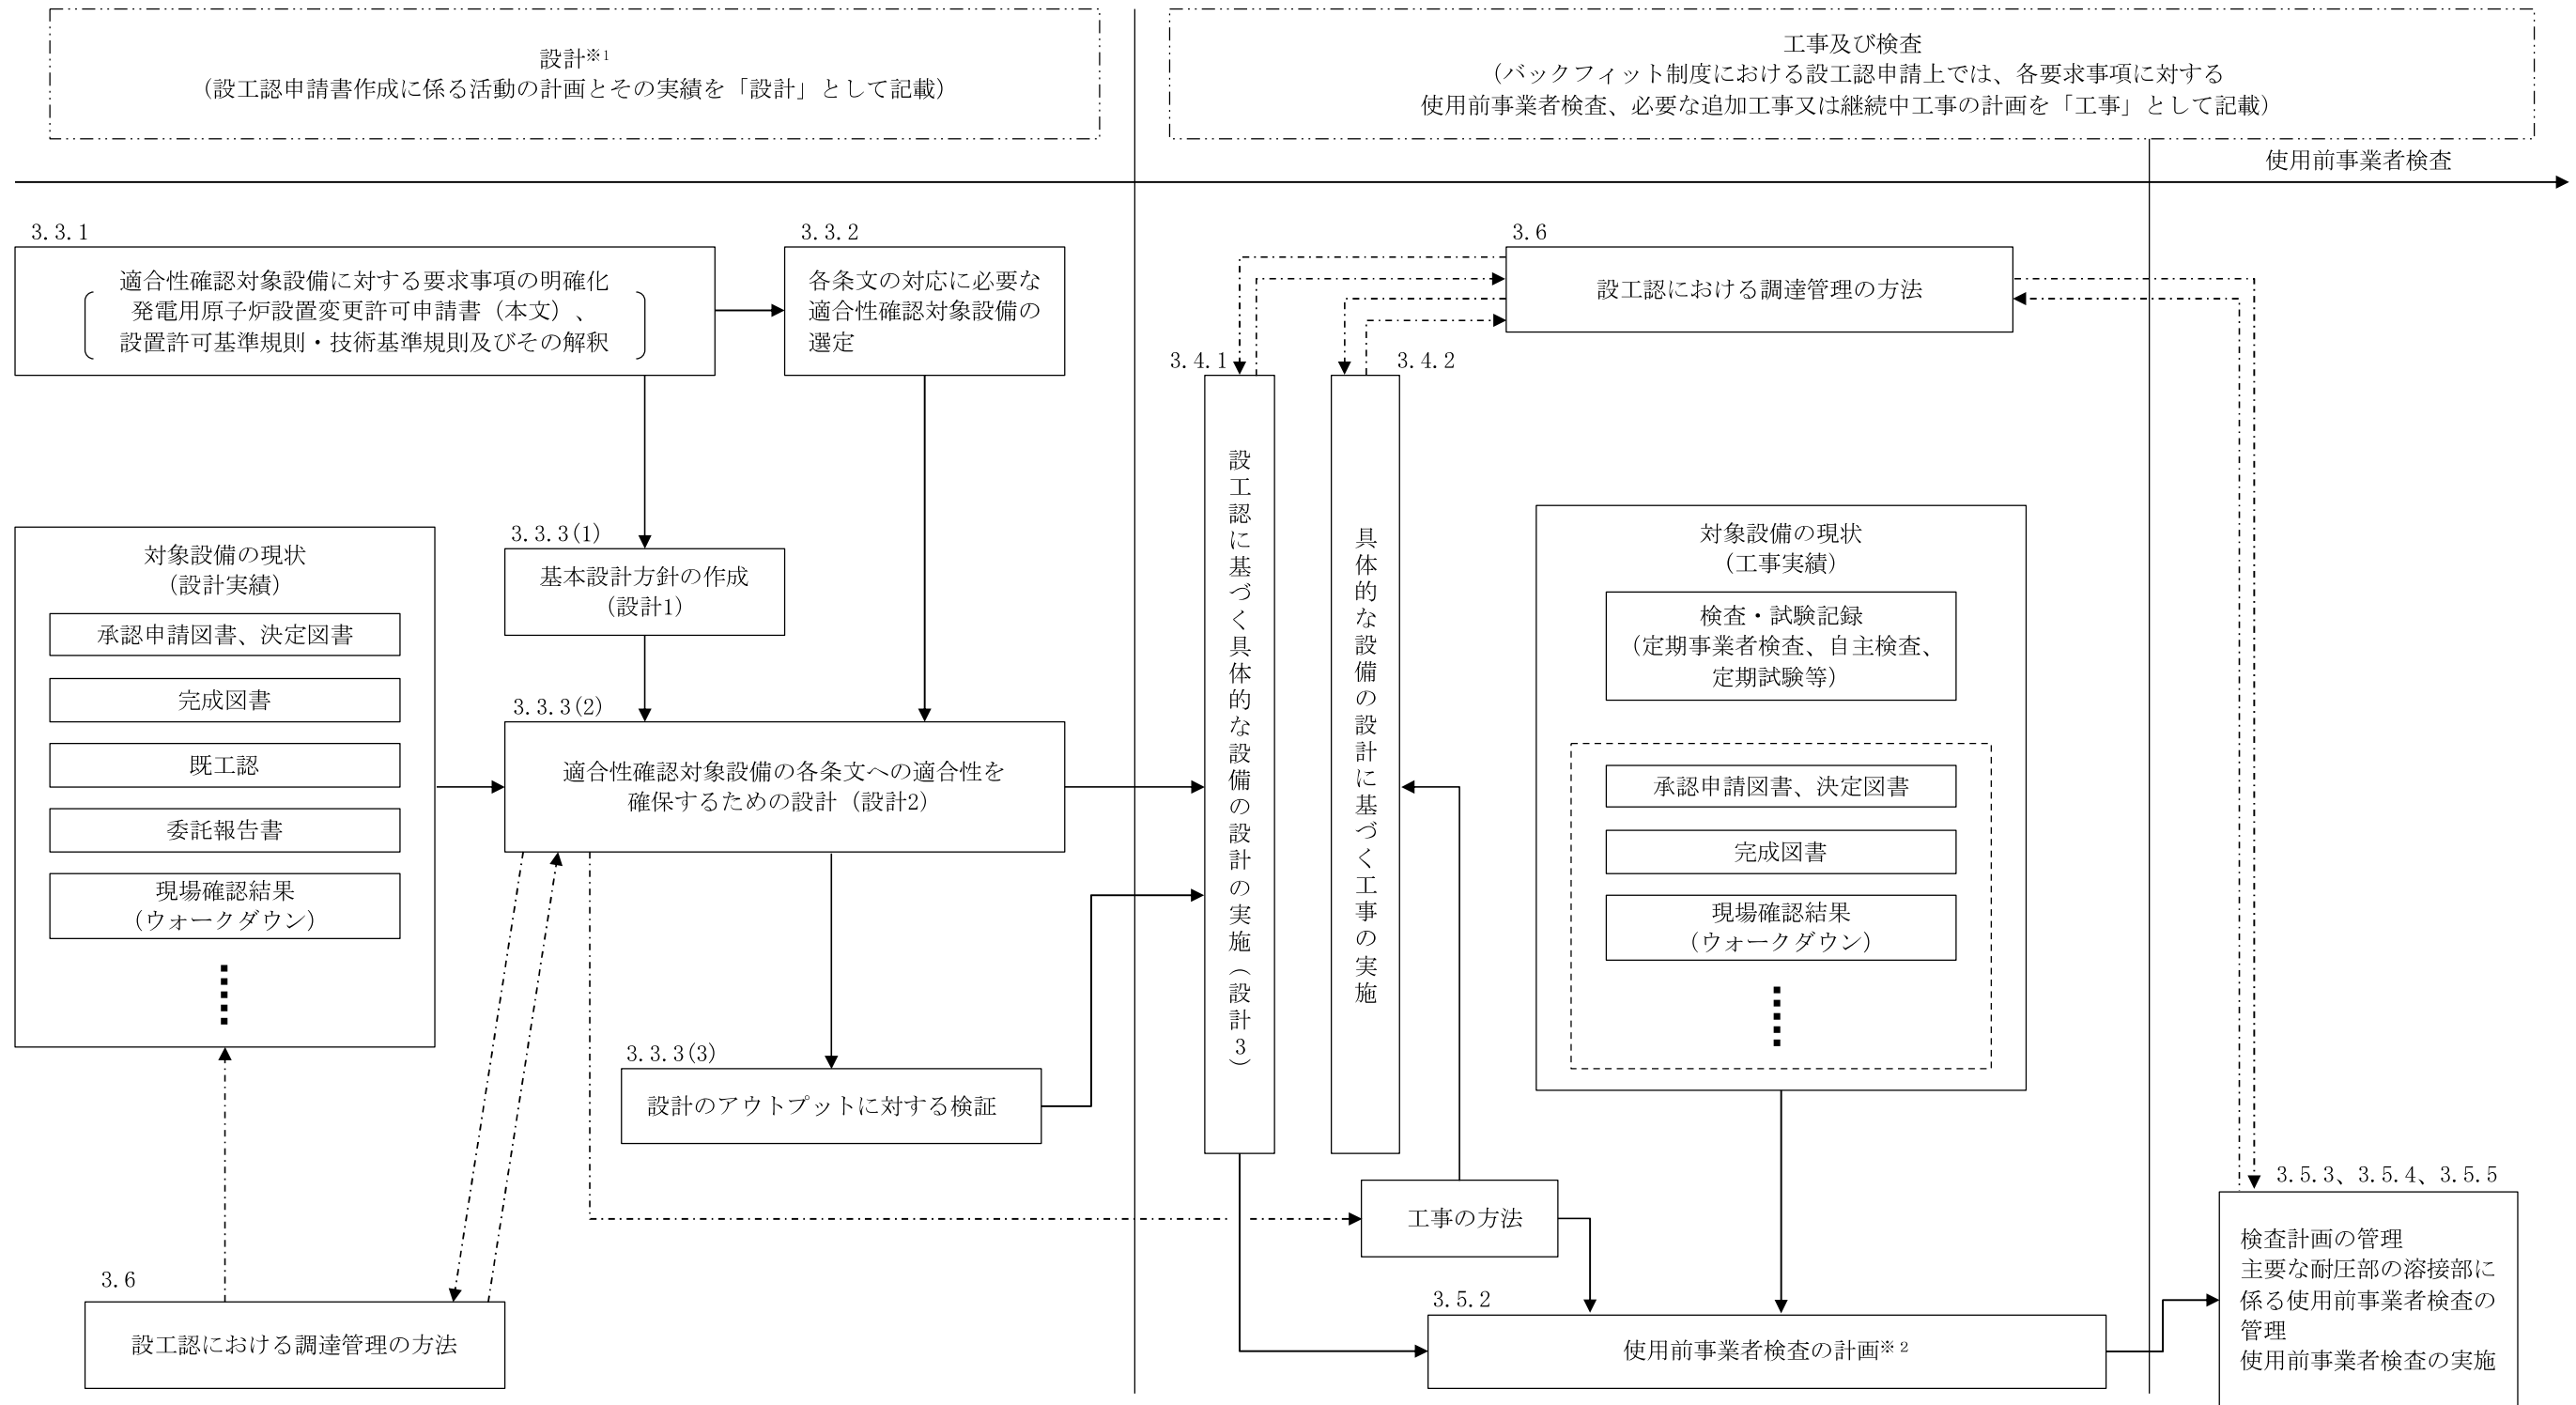 設計※1
（設工認申請書作成に係る活動の計画とその実績を「設計」として記載）
工事及び検査
（バックフィット制度における設工認申請上では、各要求事項に対する
使用前事業者検査、必要な追加工事又は継続中工事の計画を「工事」として記載）
使用前事業者検査
3.3.1
適合性確認対象設備に対する要求事項の明確化
発電用原子炉設置変更許可申請書（本文）、
設置許可基準規則・技術基準規則及びその解釈
3.3.2
各条文の対応に必要な
適合性確認対象設備の
選定
3.6
設工認における調達管理の方法
3.4.1
設工認に基づく具体的な設備の設計の実施（設計3）
3.4.2
具体的な設備の設計に基づく工事の実施
対象設備の現状
（設計実績）
承認申請図書、決定図書
完成図書
既工認
委託報告書
現場確認結果
（ウォークダウン）
3.3.3(1)
基本設計方針の作成
（設計1）
3.3.3(2)
適合性確認対象設備の各条文への適合性を
確保するための設計（設計2）
3.3.3(3)
設計のアウトプットに対する検証
対象設備の現状
（工事実績）
検査・試験記録
（定期事業者検査、自主検査、
定期試験等）
承認申請図書、決定図書
完成図書
現場確認結果
（ウォークダウン）
工事の方法
3.6
設工認における調達管理の方法
3.5.2
使用前事業者検査の計画※2
3.5.3、3.5.4、3.5.5
検査計画の管理
主要な耐圧部の溶接部に
係る使用前事業者検査の
管理
使用前事業者検査の実施